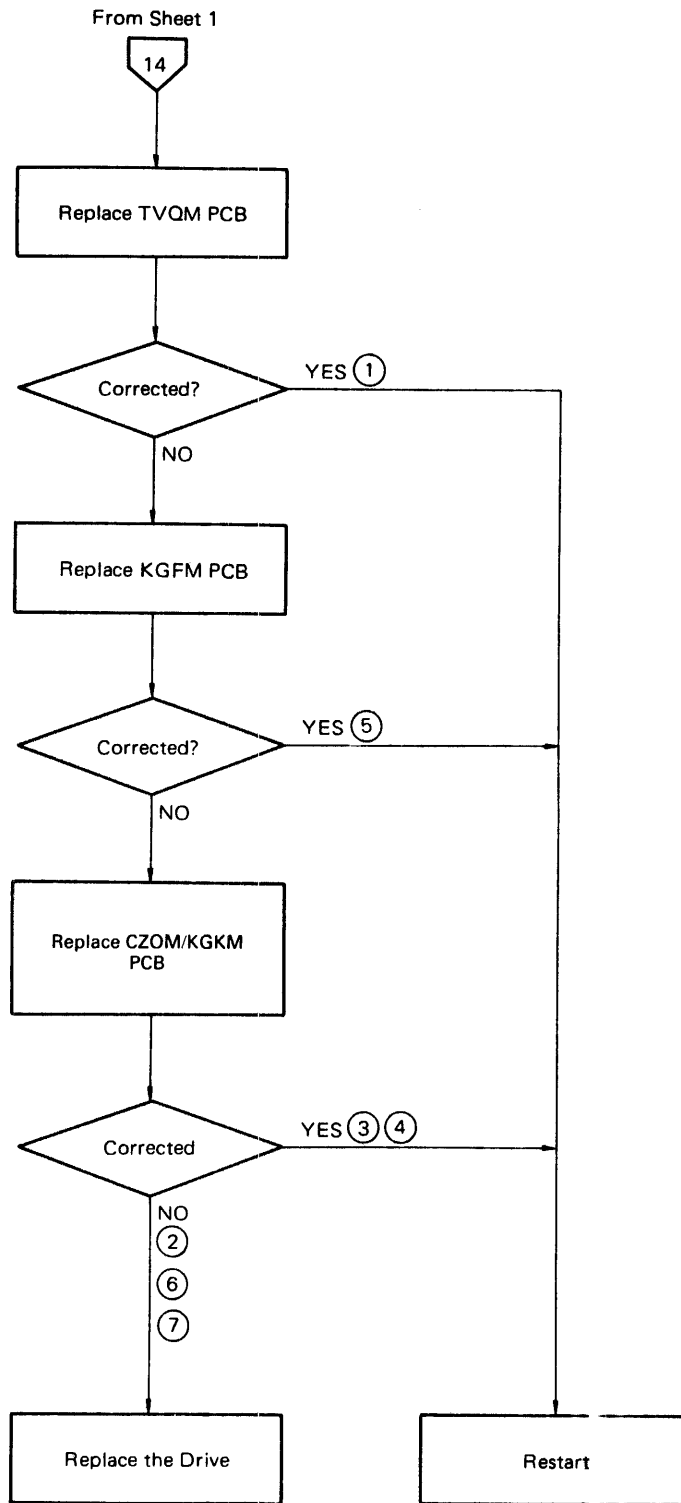 From Sheet 1
14
Replace TVQM PCB
Corrected?
YES ①
NO
Replace KGFM PCB
Corrected?
YES ⑤
NO
Replace CZOM/KGKM
PCB
Corrected
YES ③ ④
NO
②
⑥
⑦
Replace the Drive
Restart